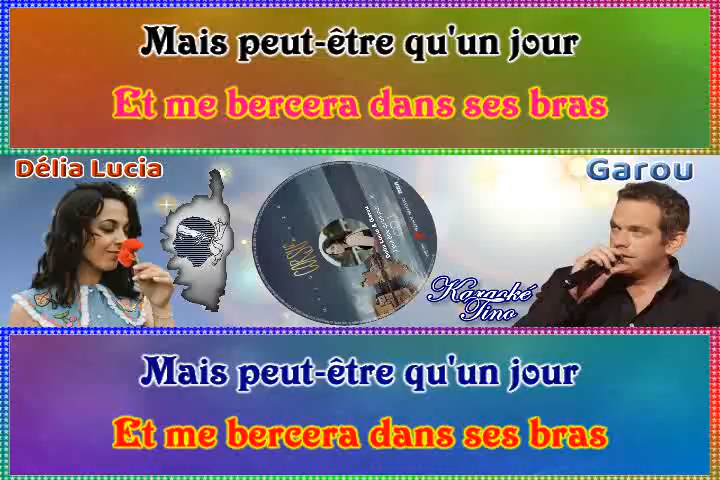 Mais peut-être qu'un jour
Et me bercera dans ses bras
Délia Lucia
Garou
CORSICA
Karaoké
Tino
Mais peut-être qu'un jour
Et me bercera dans ses bras